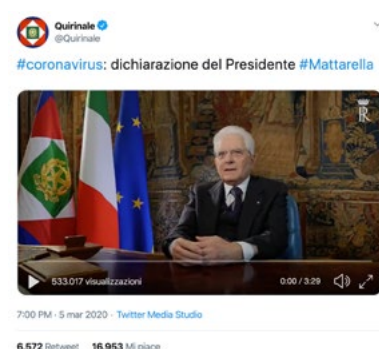 Quirinale
@Quirinale
#coronavirus: dichiarazione del Presidente #Mattarella
533.017 visualizzazioni
0:00 / 3:29
7:00 PM · 5 mar 2020 · Twitter Media Studio
6.572 Retweet 16.953 Mi piace